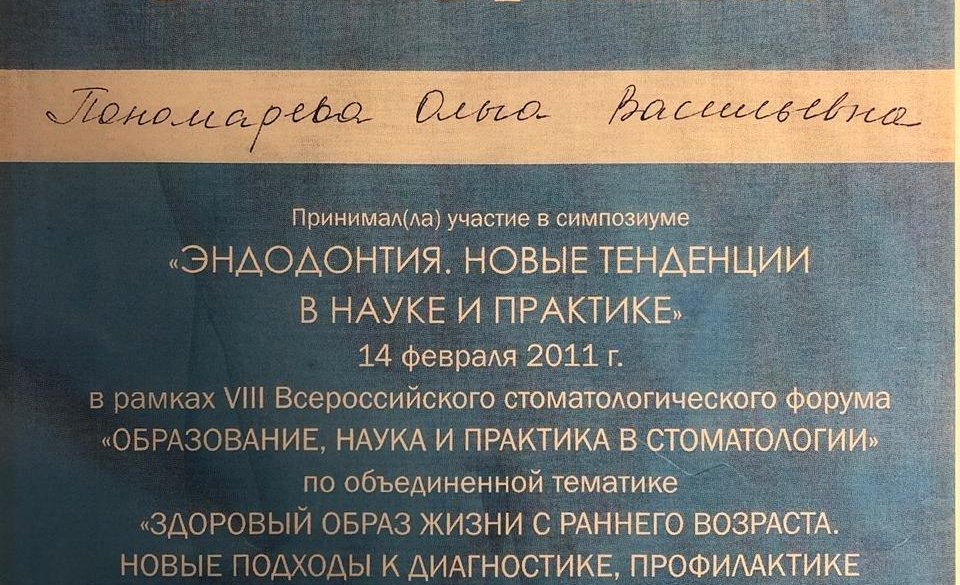 Пономарева Ольга Васильевна
Принимал(ла) участие в симпозиуме
«ЭНДОДОНТИЯ. НОВЫЕ ТЕНДЕНЦИИ
В НАУКЕ И ПРАКТИКЕ»
14 февраля 2011 г.
в рамках VIII Всероссийского стоматологического форума
«ОБРАЗОВАНИЕ, НАУКА И ПРАКТИКА В СТОМАТОЛОГИИ»
по объединенной тематике
«ЗДОРОВЫЙ ОБРАЗ ЖИЗНИ С РАННЕГО ВОЗРАСТА.
НОВЫЕ ПОДХОДЫ К ДИАГНОСТИКЕ, ПРОФИЛАКТИКЕ